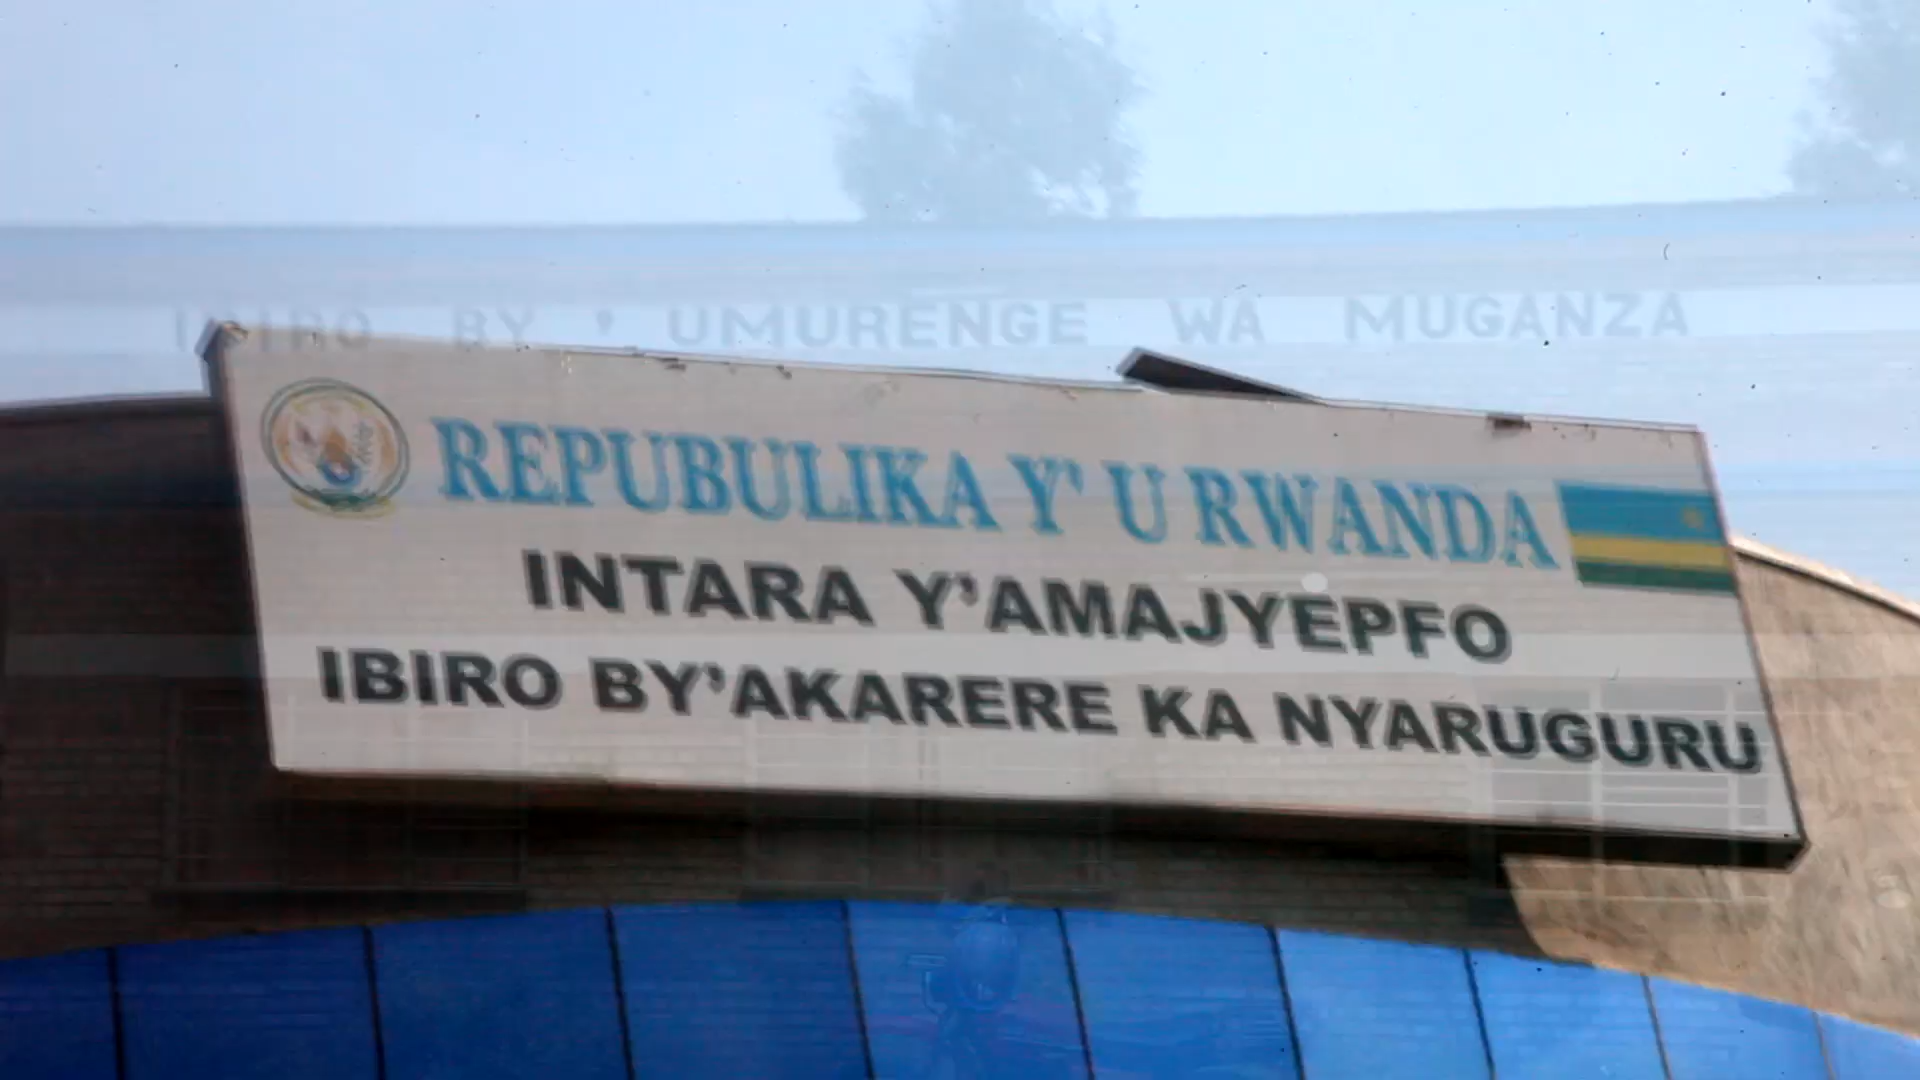 IBIRO BY ' UMURENGE WA MUGANZA
REPUBULIKA Y' U RWANDA
INTARA Y'AMAJYEPFO
IBIRO BY'AKARERE KA NYARUGURU